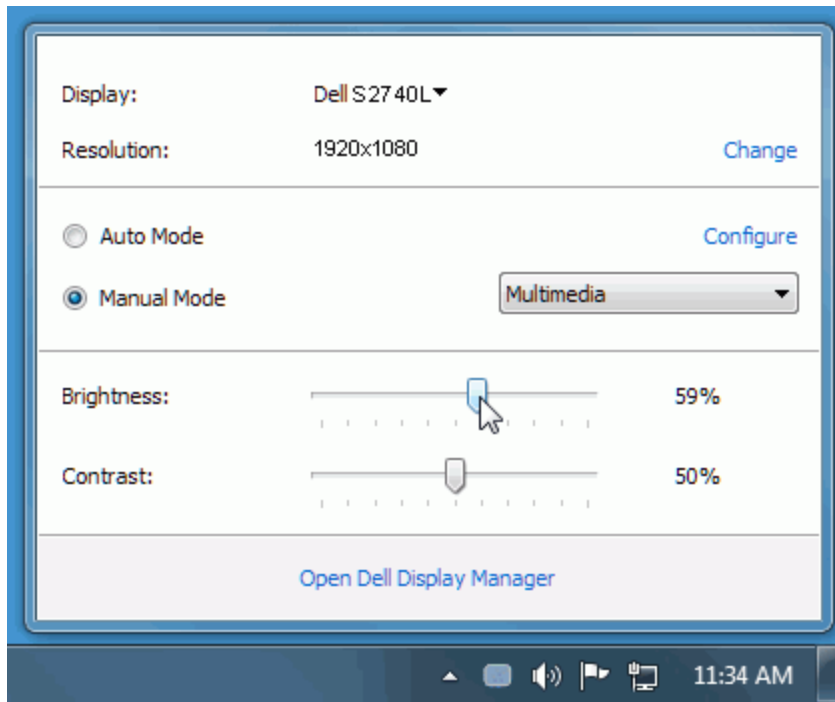 Display: Dell S2740L
Resolution: 1920x1080 Change
Auto Mode Configure
Manual Mode Multimedia
Brightness: 59%
Contrast: 50%
Open Dell Display Manager
11:34 AM